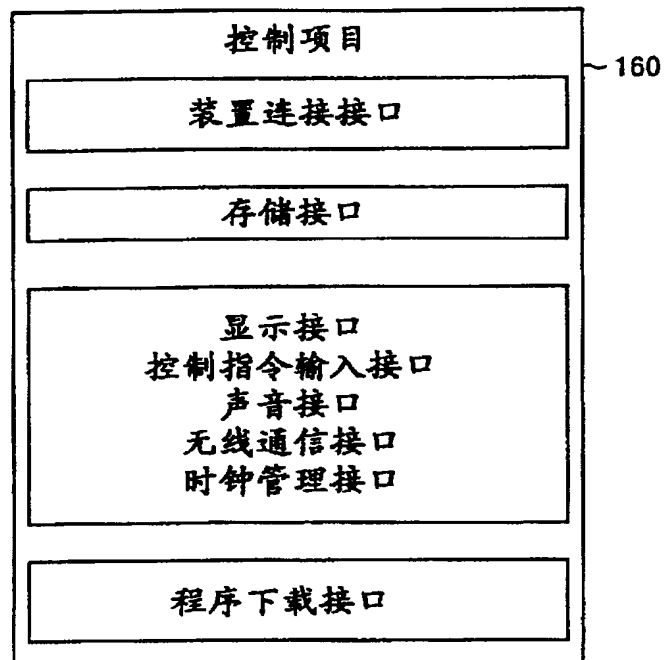 控制项目
160
装置连接接口
存储接口
显示接口
控制指令输入接口
声音接口
无线通信接口
时钟管理接口
程序下载接口